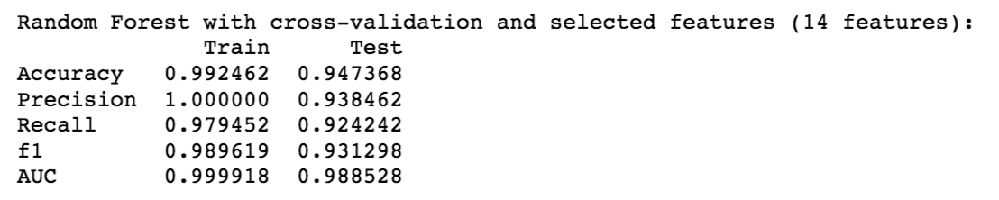 Random Forest with cross-validation and selected features (14 features):
Train Test
Accuracy 0.992462 0.947368
Precision 1.000000 0.938462
Recall 0.979452 0.924242
f1 0.989619 0.931298
AUC 0.999918 0.988528